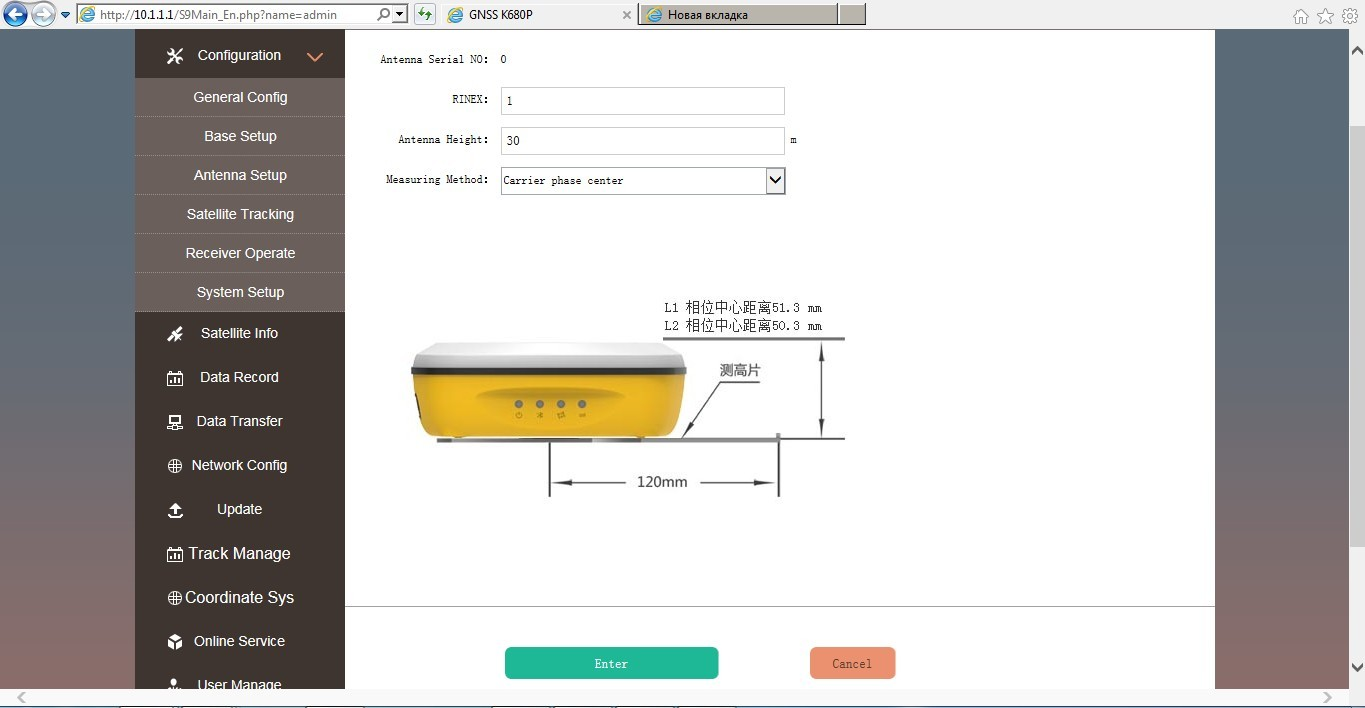 http://10.1.1.1/S9Main_En.php?name=admin
GNSS K680P
Новая вкладка
Configuration
General Config
Base Setup
Antenna Setup
Satellite Tracking
Receiver Operate
System Setup
Satellite Info
Data Record
Data Transfer
Network Config
Update
Track Manage
Coordinate Sys
Online Service
User Manage
Antenna Serial NO: 0
RINEX: 1
Antenna Height: 30 m
Measuring Method: Carrier phase center
L1 相位中心距离51.3 mm
L2 相位中心距离50.3 mm
测高片
120mm
Enter
Cancel